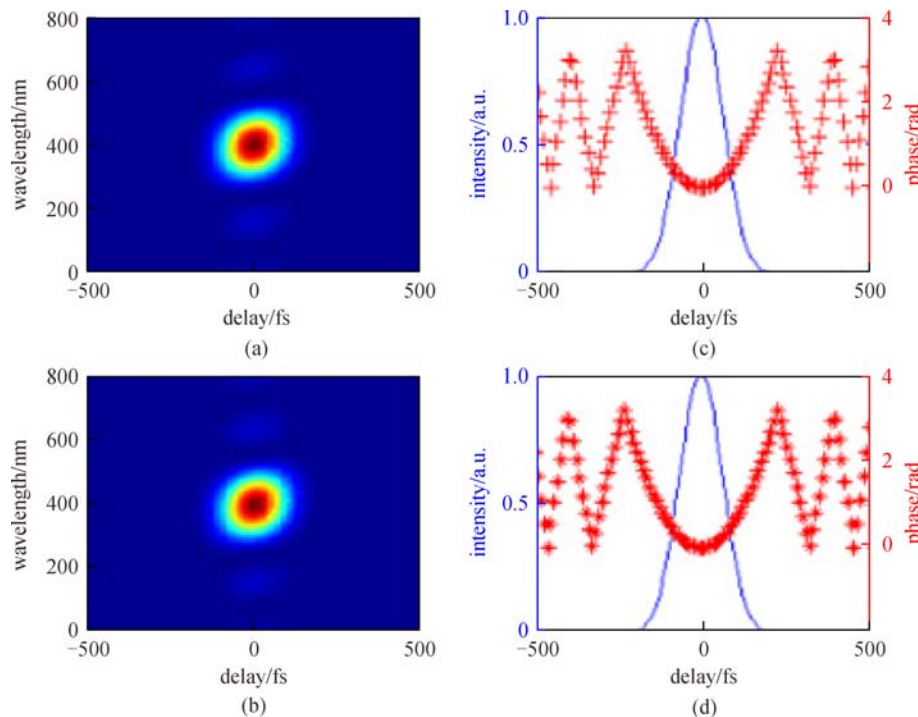 800
600
400
200
0
wavelength/nm
−500
0
500
delay/fs
(a)
1.0
0.5
0
intensity/a.u.
4
2
0
phase/rad
−500
0
500
delay/fs
(c)
800
600
400
200
0
wavelength/nm
−500
0
500
delay/fs
(b)
1.0
0.5
0
intensity/a.u.
4
2
0
phase/rad
−500
0
500
delay/fs
(d)